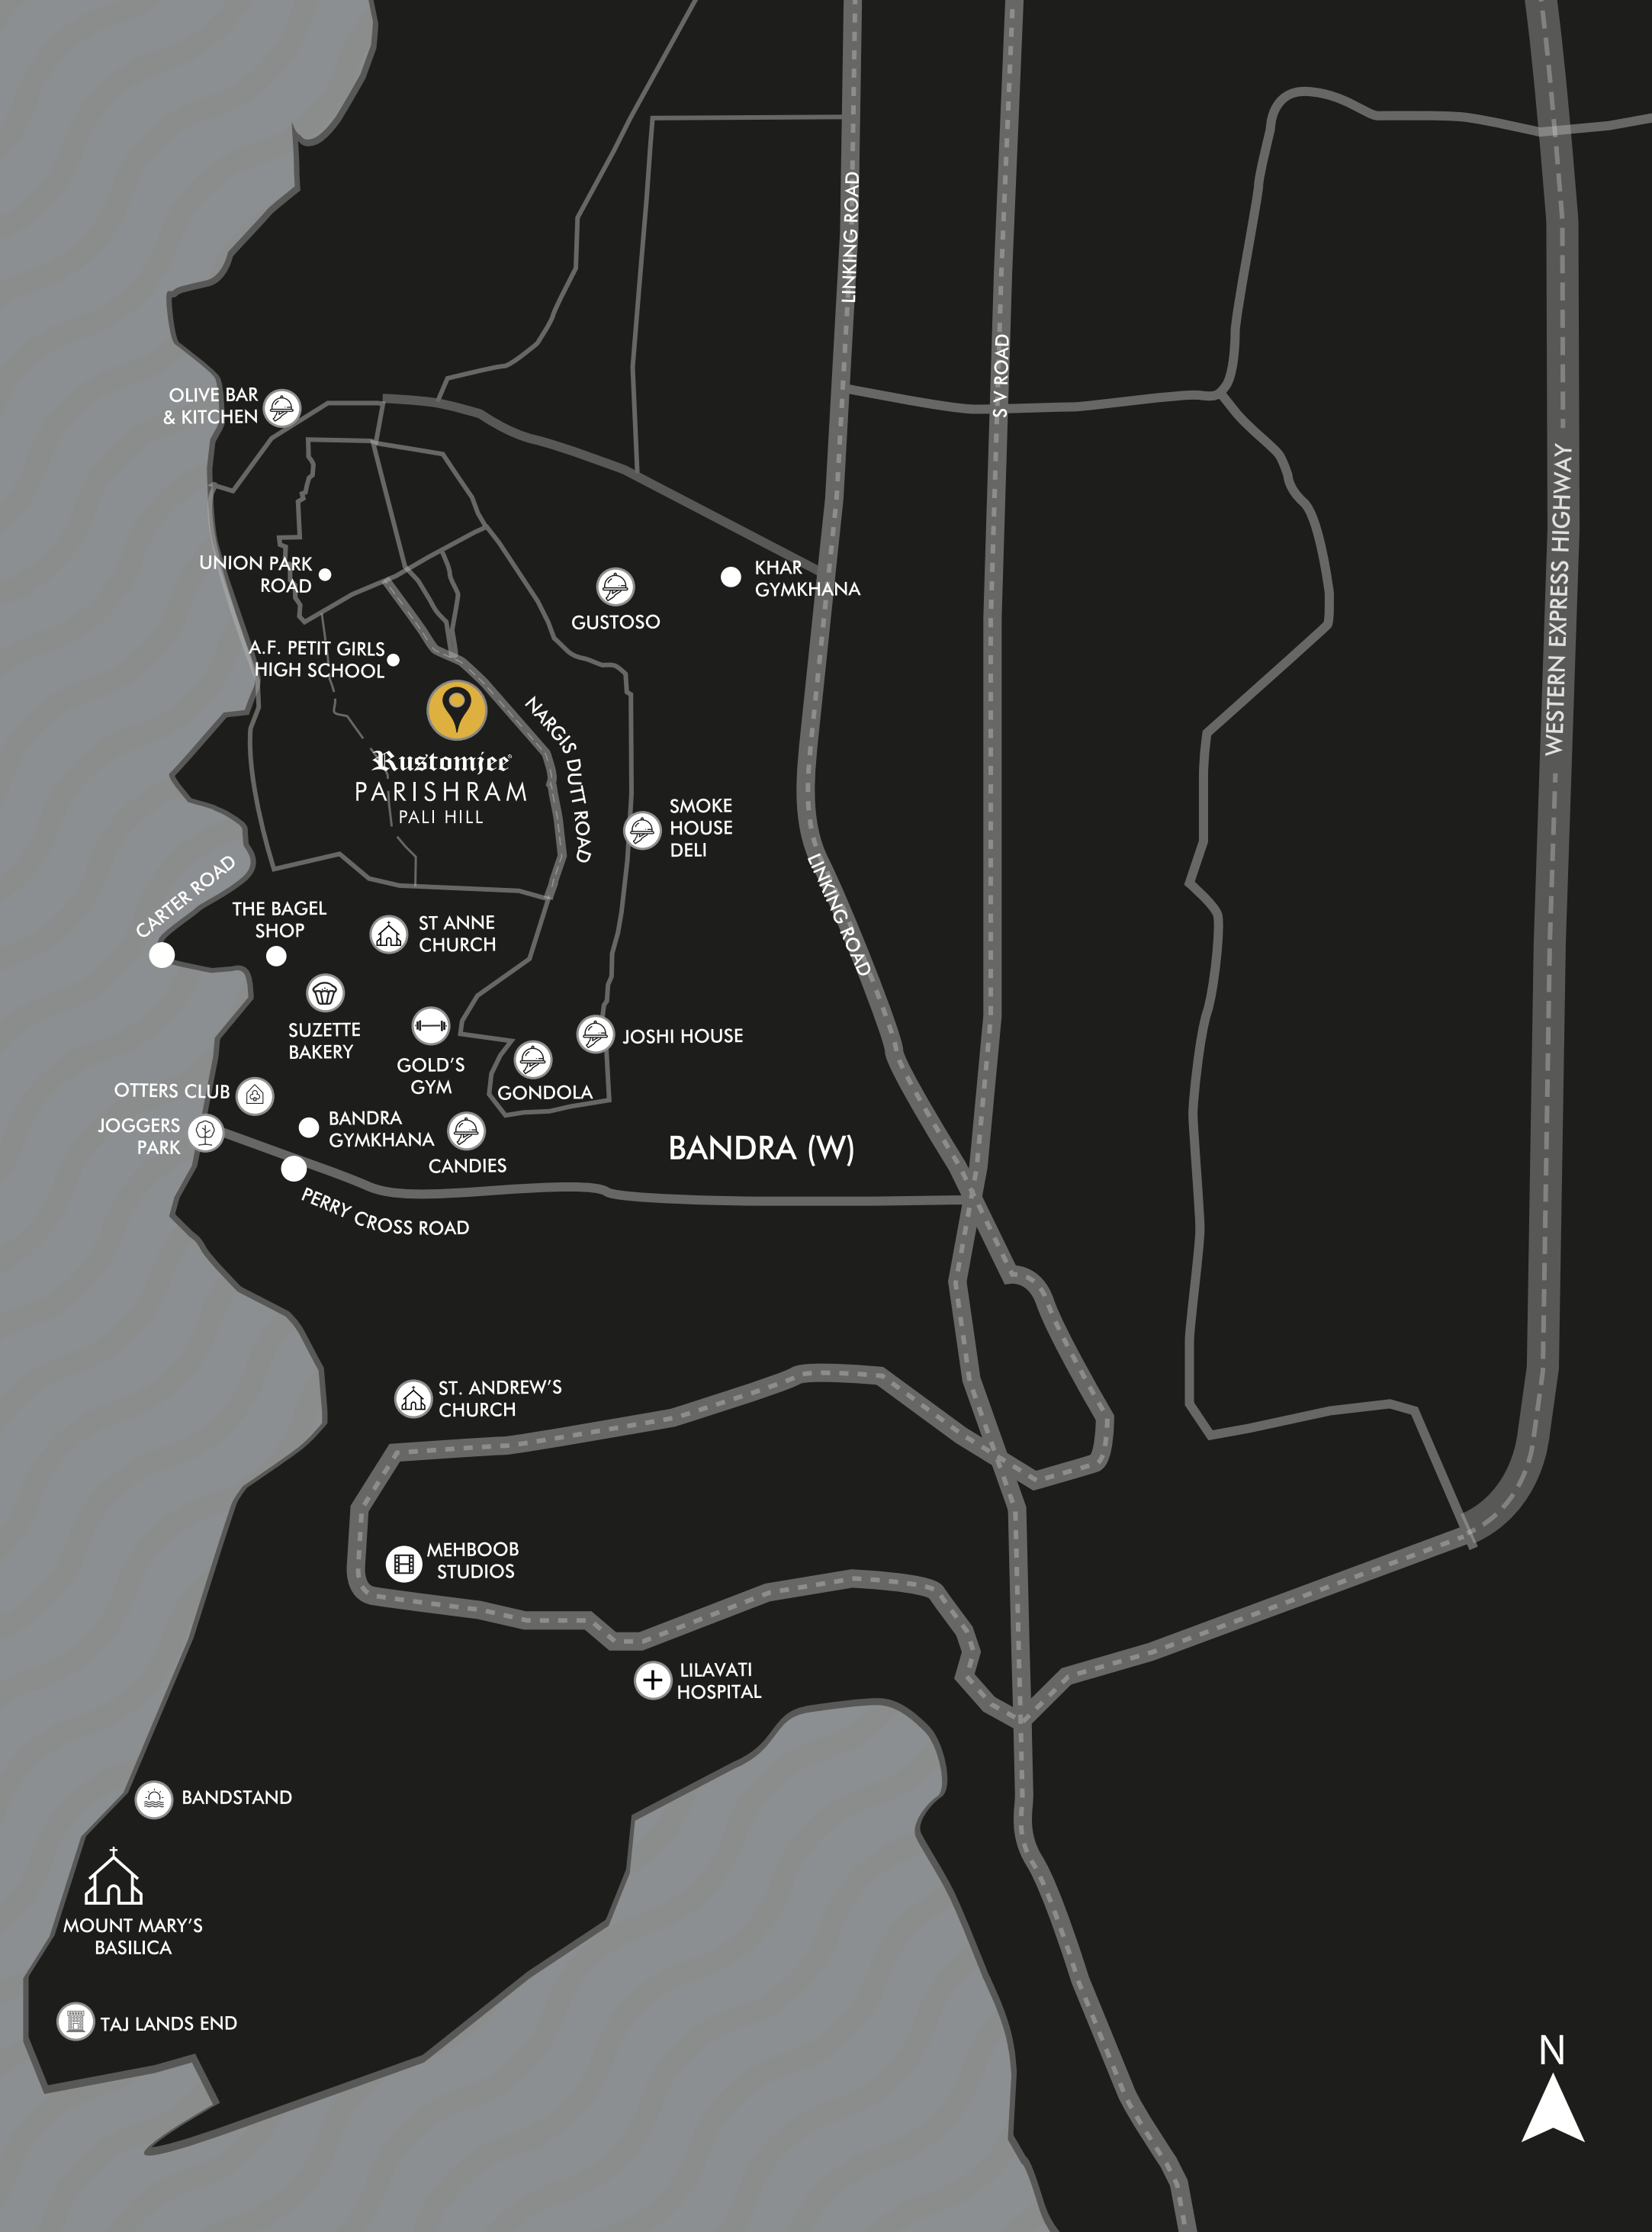 LINKING ROAD
S V ROAD
OLIVE BAR
& KITCHEN
WESTERN EXPRESS HIGHWAY
UNION PARK
ROAD
KHAR
GYMKHANA
GUSTOSO
A.F. PETIT GIRLS
HIGH SCHOOL
NARGIS DUTT ROAD
Rustomjee®
PARISHRAM
PALI HILL
SMOKE
HOUSE
DELI
LINKING ROAD
CARTER ROAD
THE BAGEL
SHOP
ST ANNE
CHURCH
SUZETTE
BAKERY
GOLD'S
GYM
JOSHI HOUSE
GONDOLA
OTTERS CLUB
JOGGERS
PARK
BANDRA
GYMKHANA
CANDIES
BANDRA (W)
PERRY CROSS ROAD
ST. ANDREW'S
CHURCH
MEHBOOB
STUDIOS
LILAVATI
HOSPITAL
BANDSTAND
MOUNT MARY'S
BASILICA
TAJ LANDS END
N